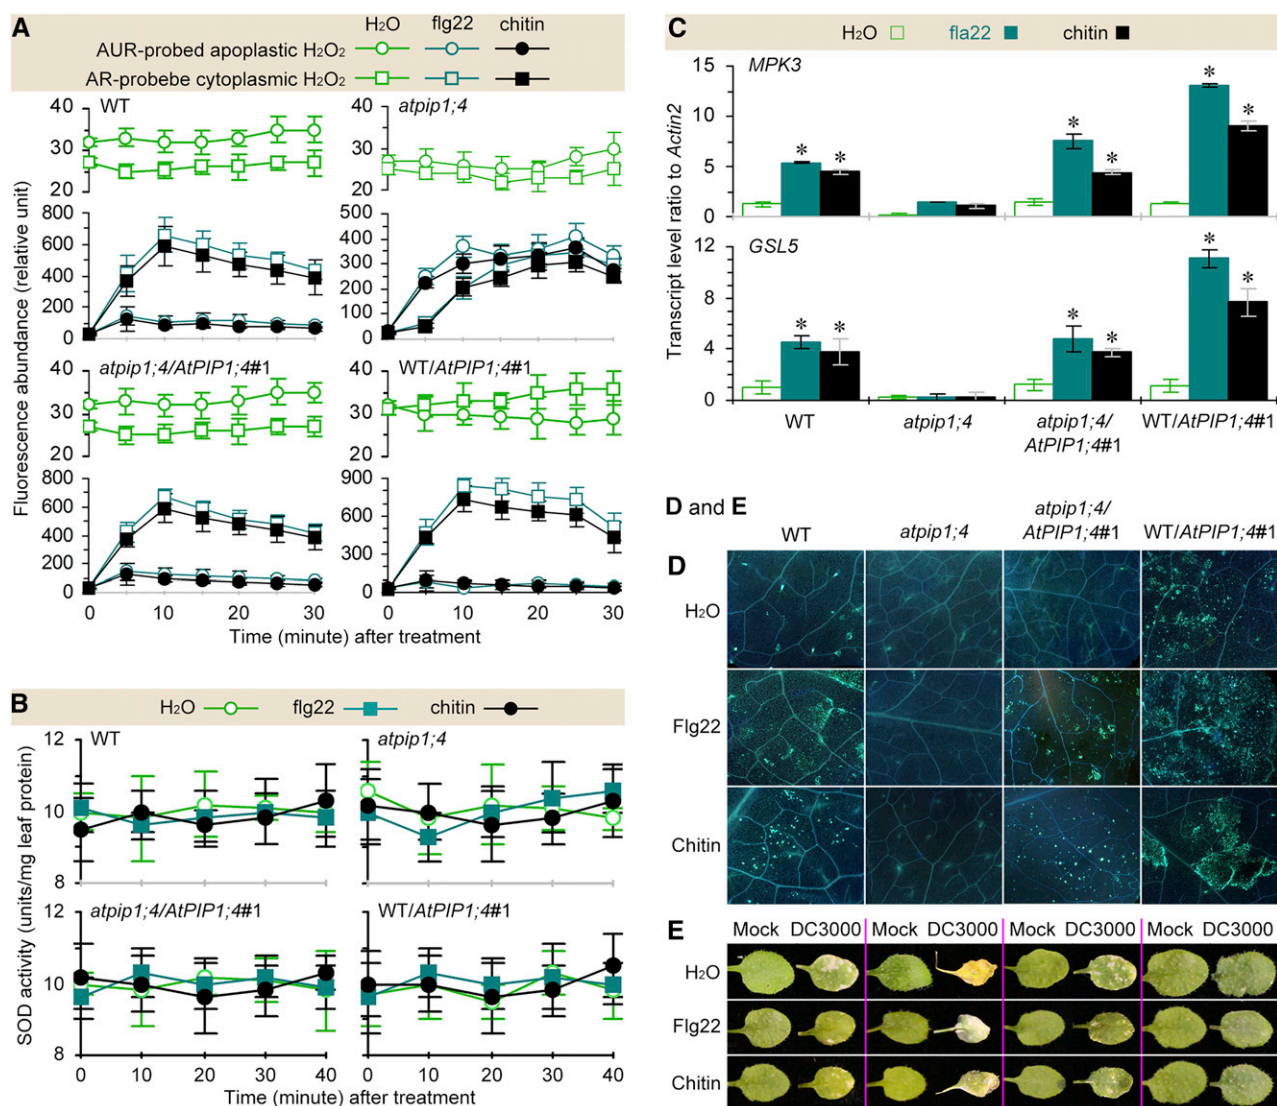 A
H2O flg22 chitin
AUR-probed apoplastic H2O2
AR-probebe cytoplasmic H2O2
WT
atpip1;4
40
30
20
40
30
20
800
600
400
200
0
500
400
300
200
100
0
atpip1;4/AtPIP1;4#1
WT/AtPIP1;4#1
50
40
30
20
50
40
30
20
800
600
400
200
0
900
600
300
0
0 10 20 30
0 10 20 30
Fluorescence abundance (relative unit)
Time (minute) after treatment
B
H2O flg22 chitin
WT
atpip1;4
12
10
8
12
10
8
atpip1;4/AtPIP1;4#1
WT/AtPIP1;4#1
12
10
8
12
10
8
0 10 20 30 40
0 10 20 30 40
SOD activity (units/mg leaf protein)
Time (minute) after treatment
C
H2O fla22 chitin
MPK3
15
10
5
0
* * * * * *
GSL5
12
8
4
0
* * * * * *
Transcript level ratio to Actin2
WT atpip1;4 atpip1;4/ WT/AtPIP1;4#1
AtPIP1;4#1
D and E
WT atpip1;4 atpip1;4/ WT/AtPIP1;4#1
AtPIP1;4#1
D
H2O
Flg22
Chitin
E
Mock DC3000 Mock DC3000 Mock DC3000 Mock DC3000
H2O
Flg22
Chitin